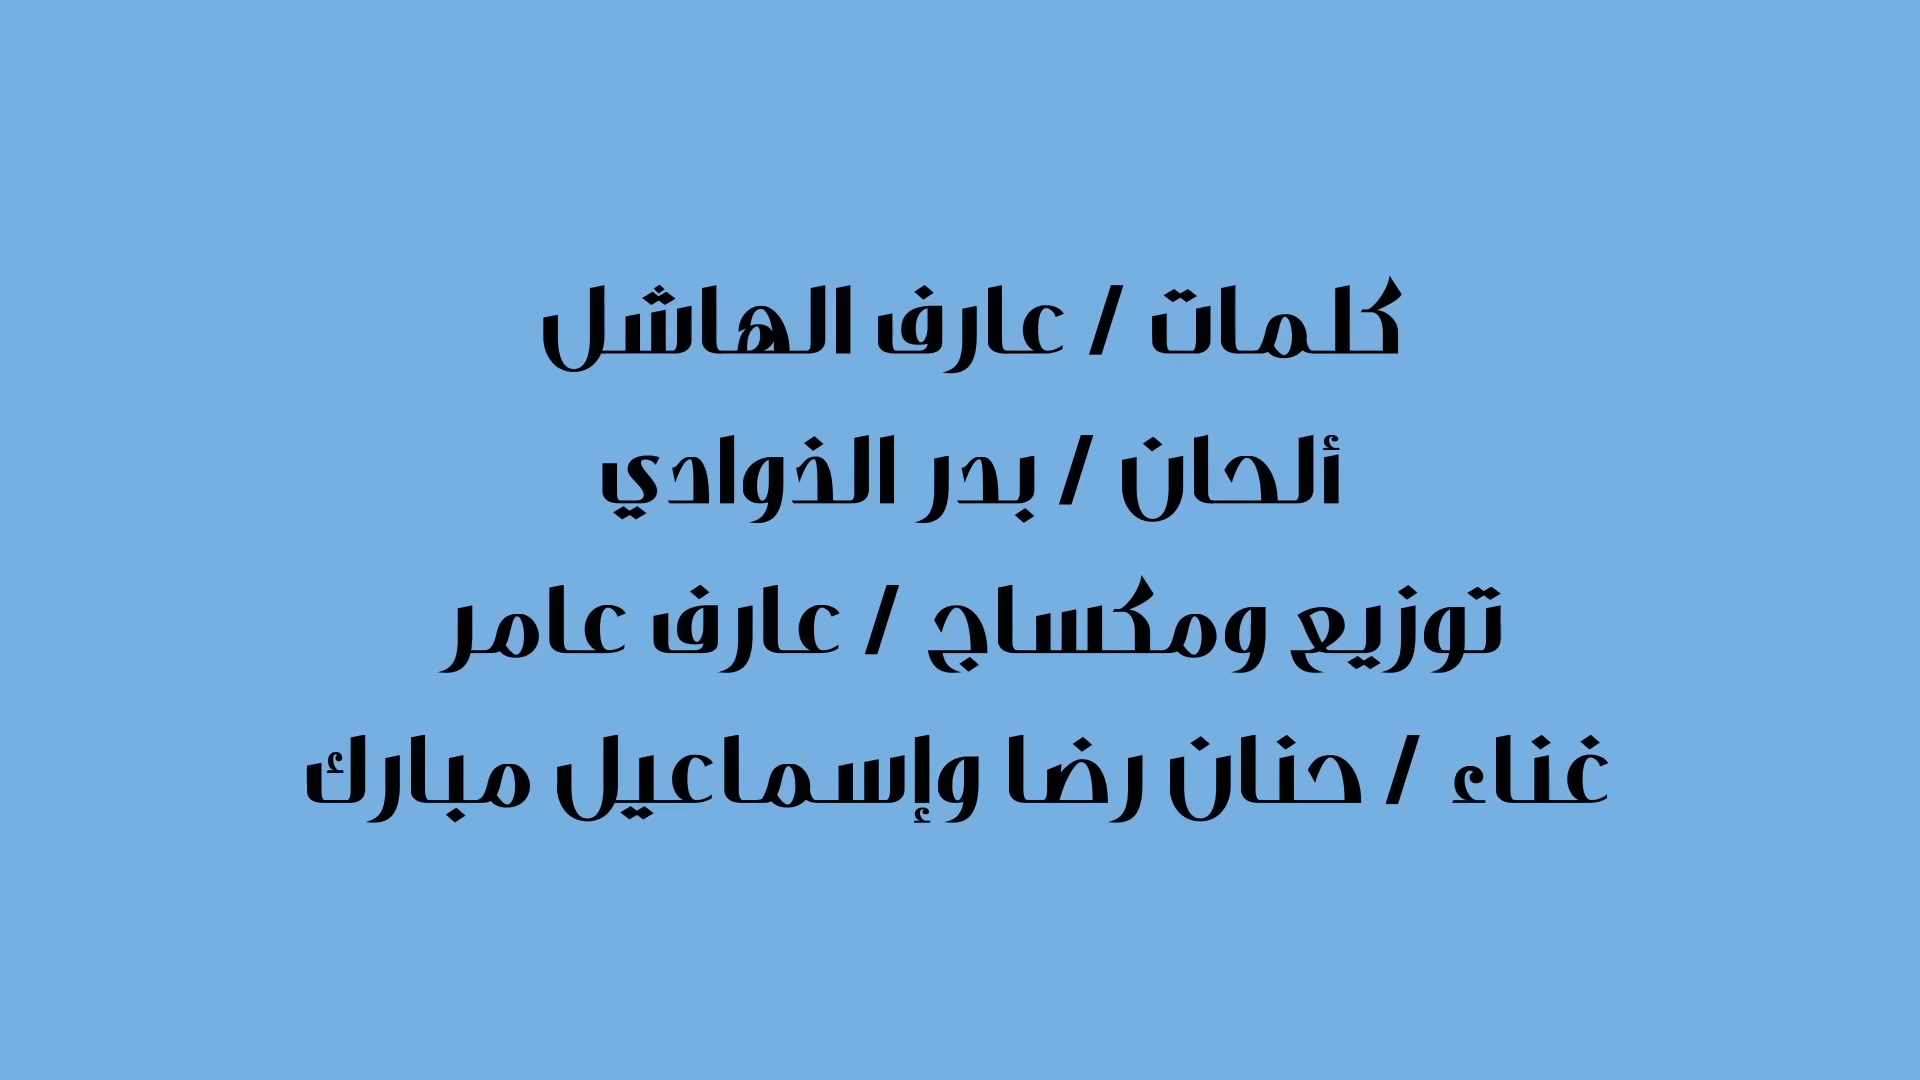 كلمات / عارف الهاشل
ألحان / بدر الذوادي
توزيع ومكساج / عارف عامر
غناء / حنان رضا وإسماعيل مبارك